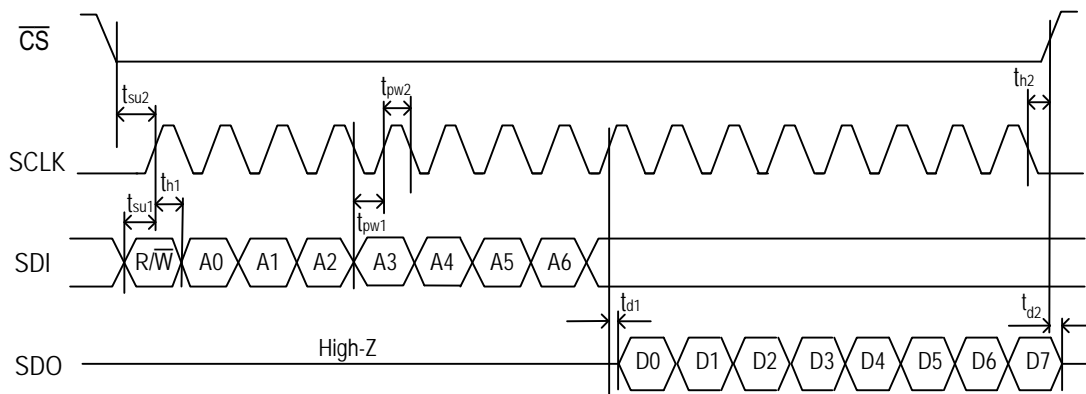 C̅S̅
tsu2
tpw2
th2
SCLK
th1
tsu1
tpw1
SDI
R/W̅ A0 A1 A2 A3 A4 A5 A6
td1
td2
High-Z
SDO
D0 D1 D2 D3 D4 D5 D6 D7